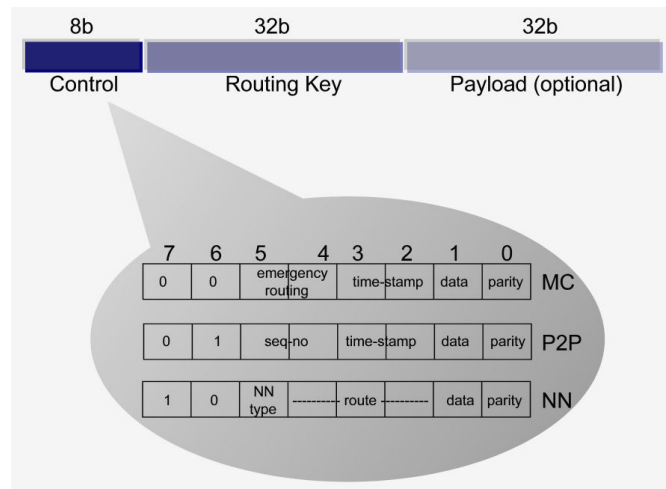 8b 32b 32b
Control Routing Key Payload (optional)
7 6 5 4 3 2 1 0
0 0 emergency routing time-stamp data parity MC
0 1 seq-no time-stamp data parity P2P
1 0 NN type --------- route --------- data parity NN